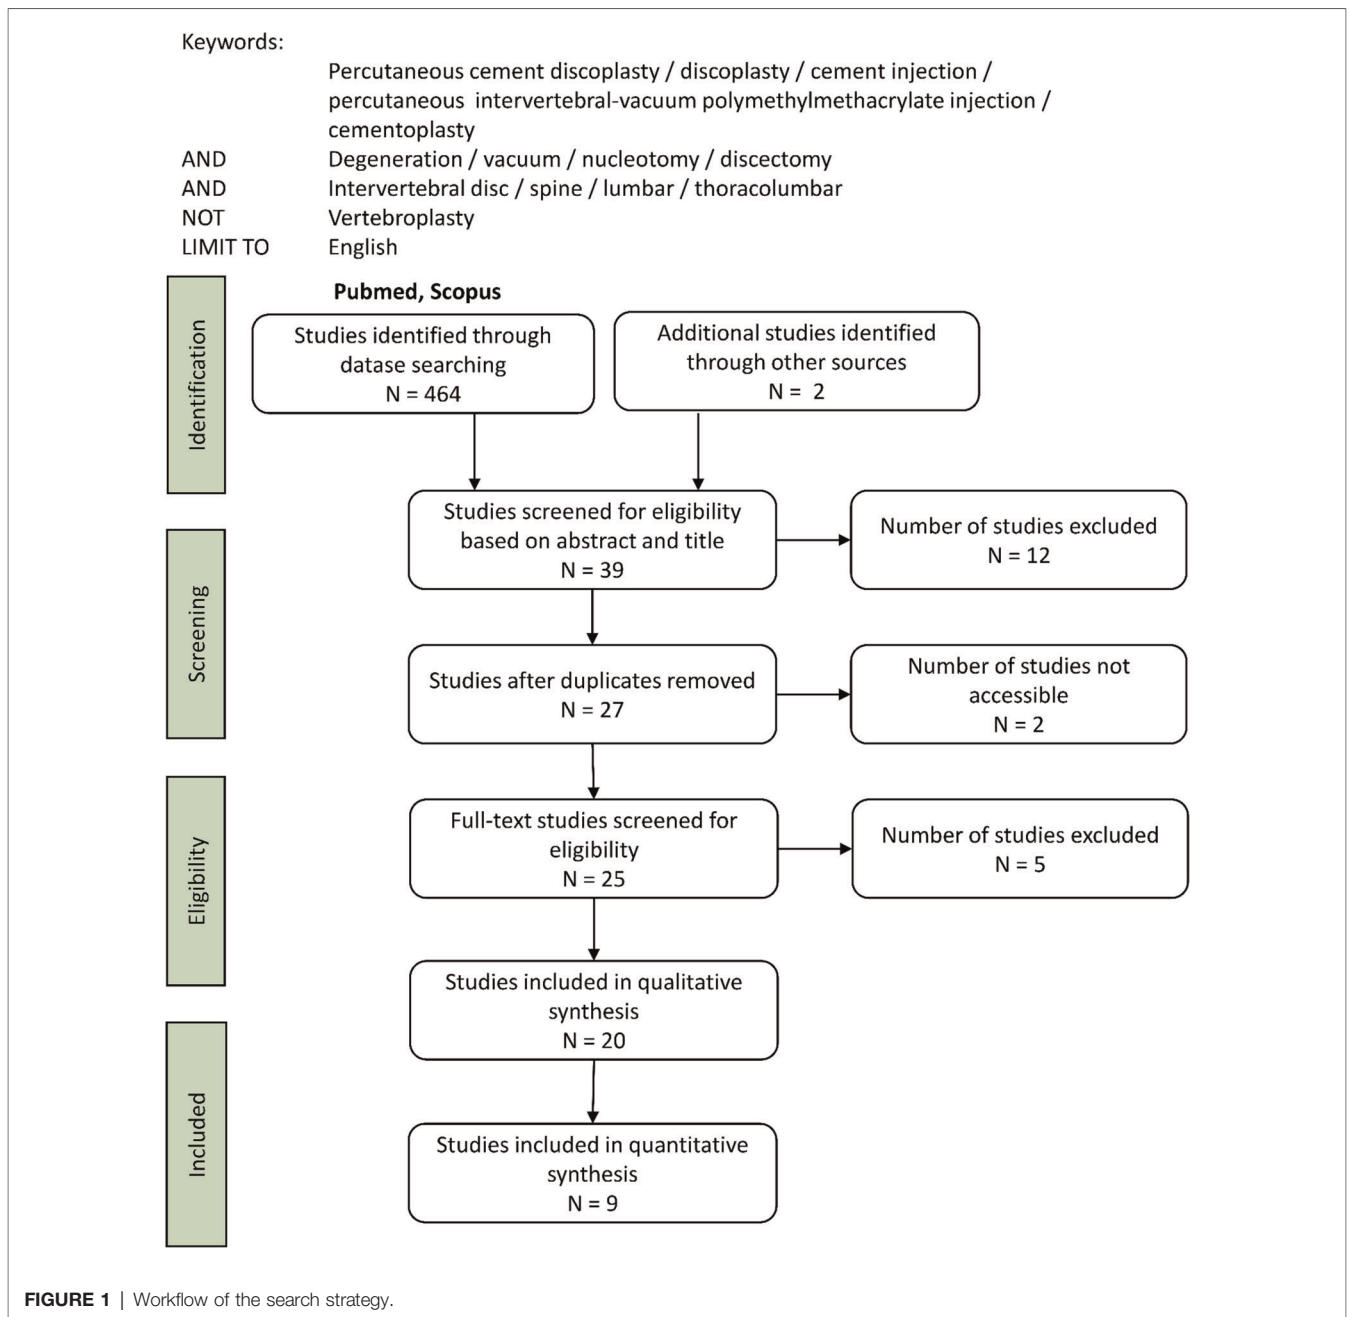 Keywords:
Percutaneous cement discoplasty / discoplasty / cement injection /
percutaneous intervertebral-vacuum polymethylmethacrylate injection /
cementoplasty
AND Degeneration / vacuum / nucleotomy / discectomy
AND Intervertebral disc / spine / lumbar / thoracolumbar
NOT Vertebroplasty
LIMIT TO English
Identification
Pubmed, Scopus
Studies identified through
datase searching
N = 464
Additional studies identified
through other sources
N = 2
Studies screened for eligibility
based on abstract and title
N = 39
Number of studies excluded
N = 12
Screening
Studies after duplicates removed
N = 27
Number of studies not
accessible
N = 2
Eligibility
Full-text studies screened for
eligibility
N = 25
Number of studies excluded
N = 5
Studies included in qualitative
synthesis
N = 20
Included
Studies included in quantitative
synthesis
N = 9
FIGURE 1 | Workflow of the search strategy.